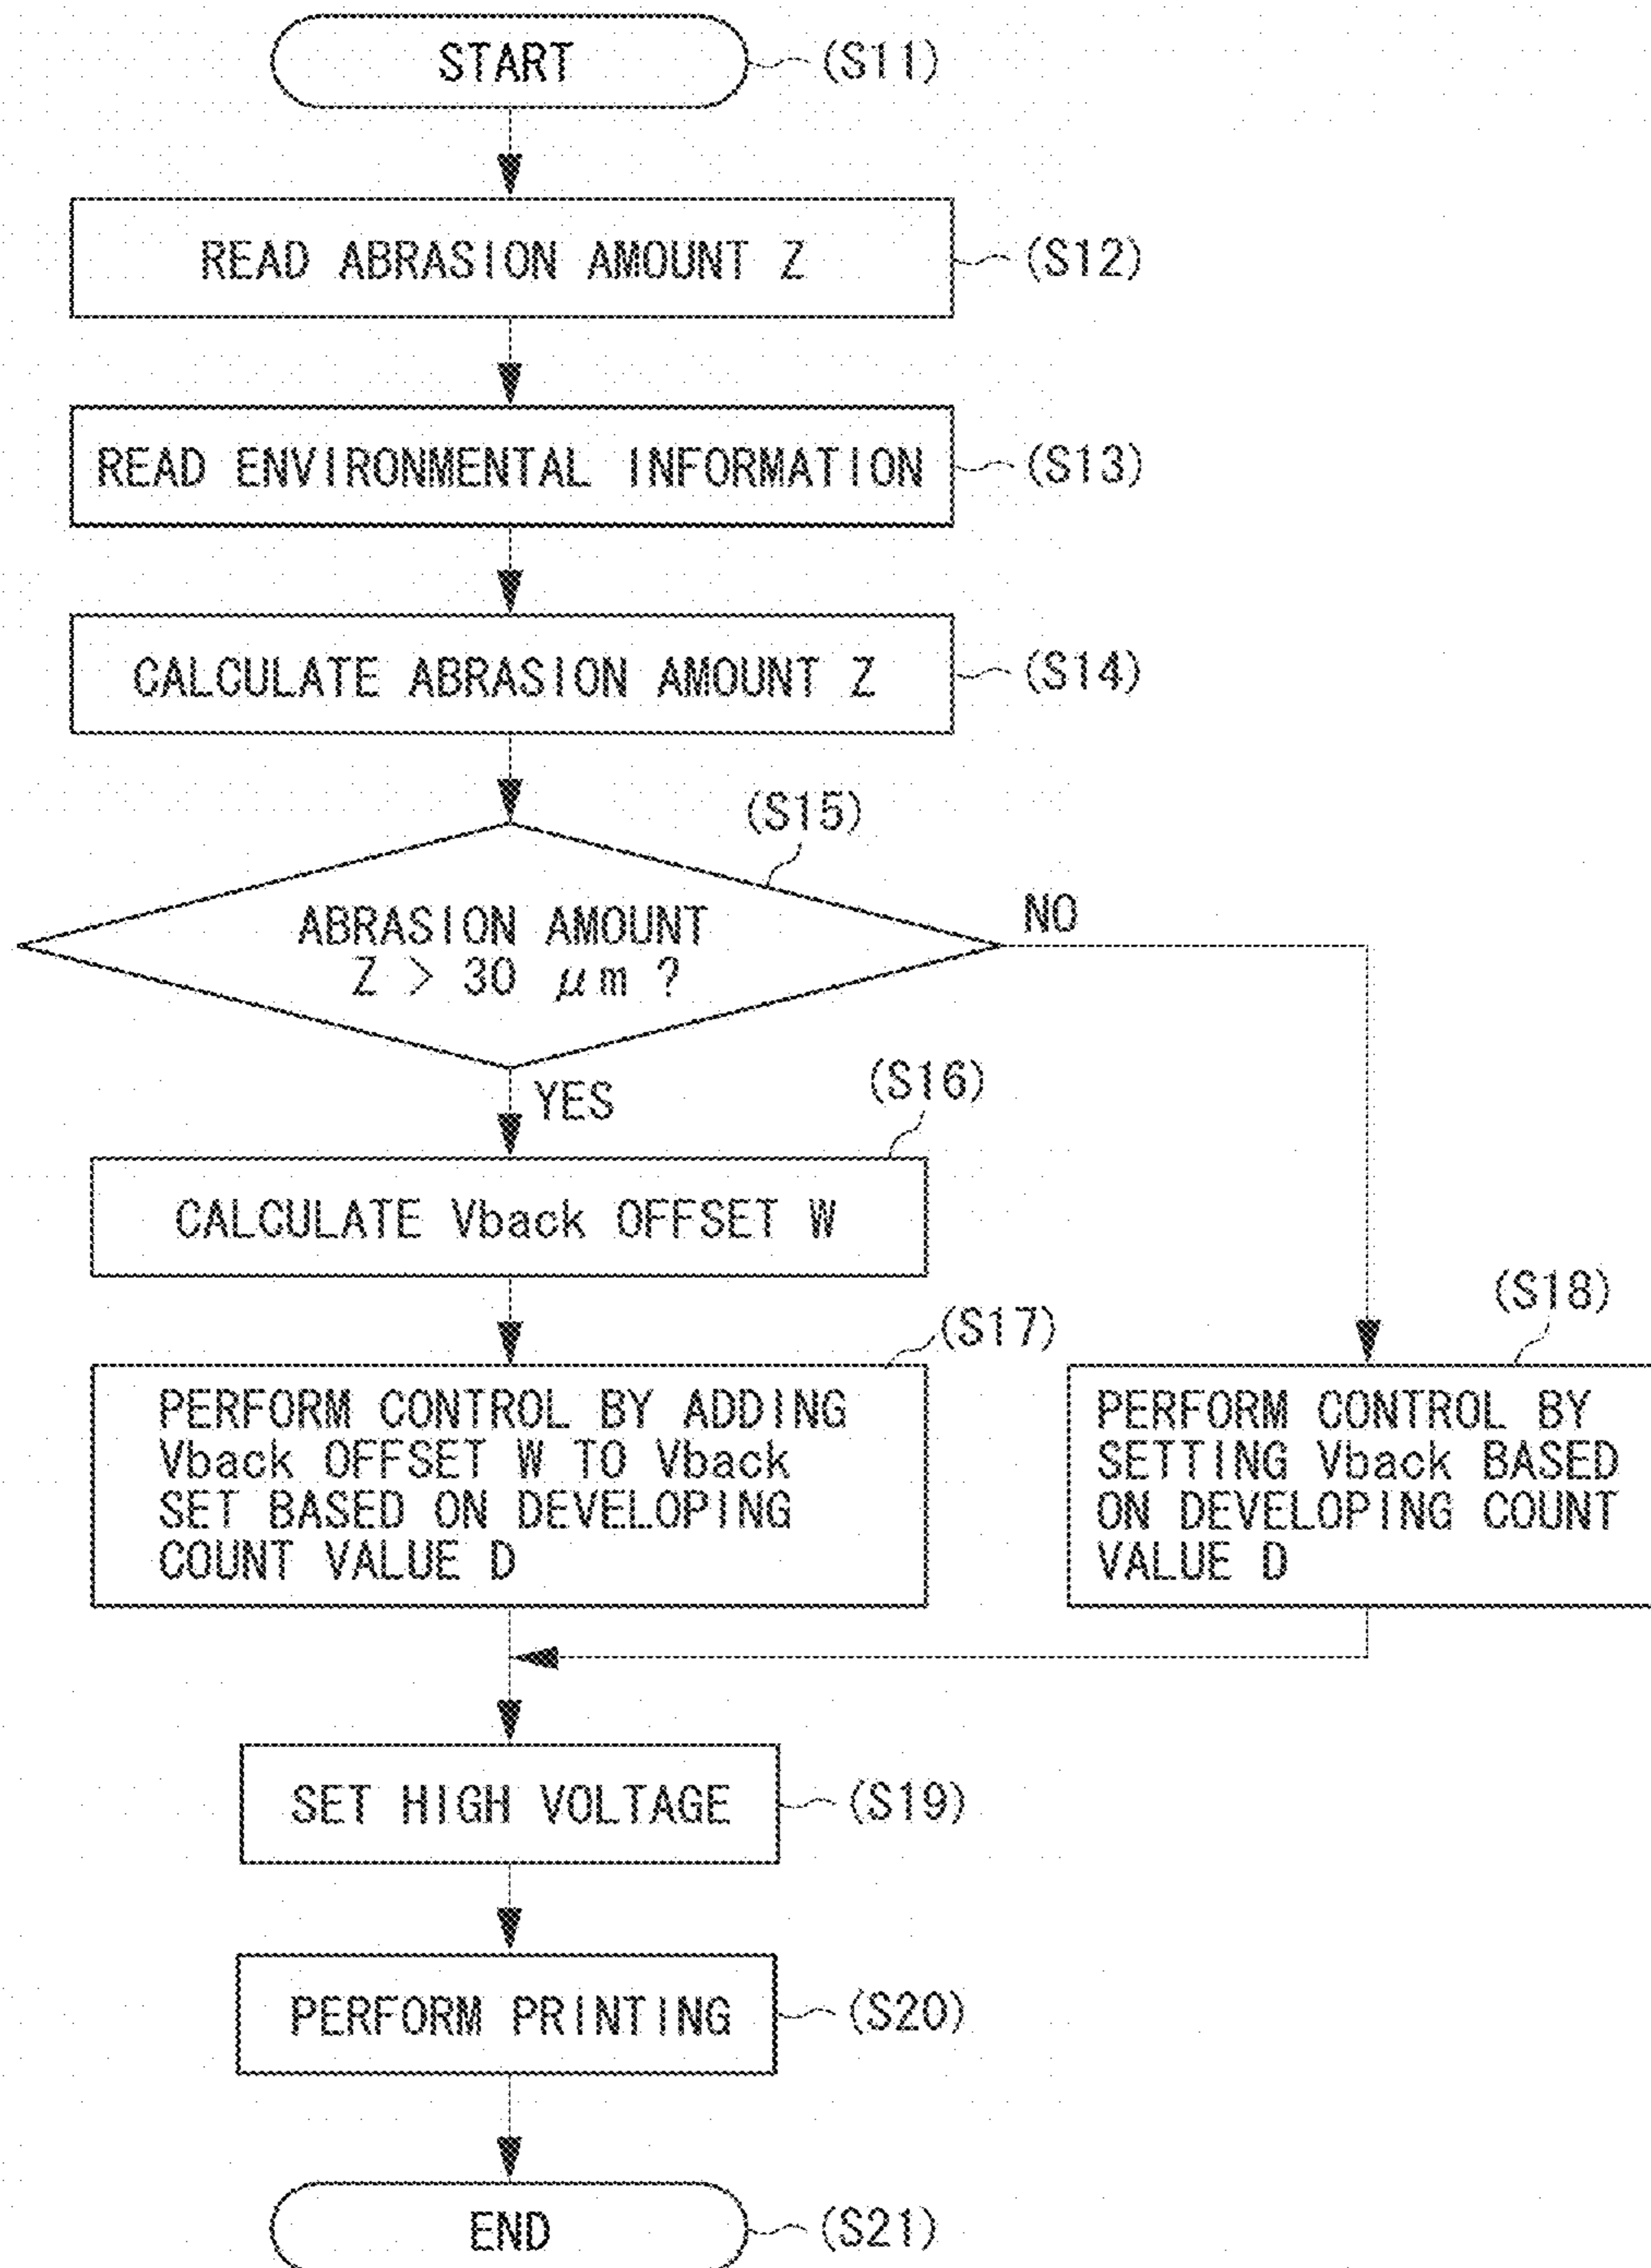 START
(S11)
READ ABRASION AMOUNT Z
(S12)
READ ENVIRONMENTAL INFORMATION
(S13)
CALCULATE ABRASION AMOUNT Z
(S14)
(S15)
ABRASION AMOUNT
Z > 30 μm ?
NO
YES
(S16)
CALCULATE Vback OFFSET W
(S17)
PERFORM CONTROL BY ADDING
Vback OFFSET W TO Vback
SET BASED ON DEVELOPING
COUNT VALUE D
(S18)
PERFORM CONTROL BY
SETTING Vback BASED
ON DEVELOPING COUNT
VALUE D
SET HIGH VOLTAGE
(S19)
PERFORM PRINTING
(S20)
END
(S21)